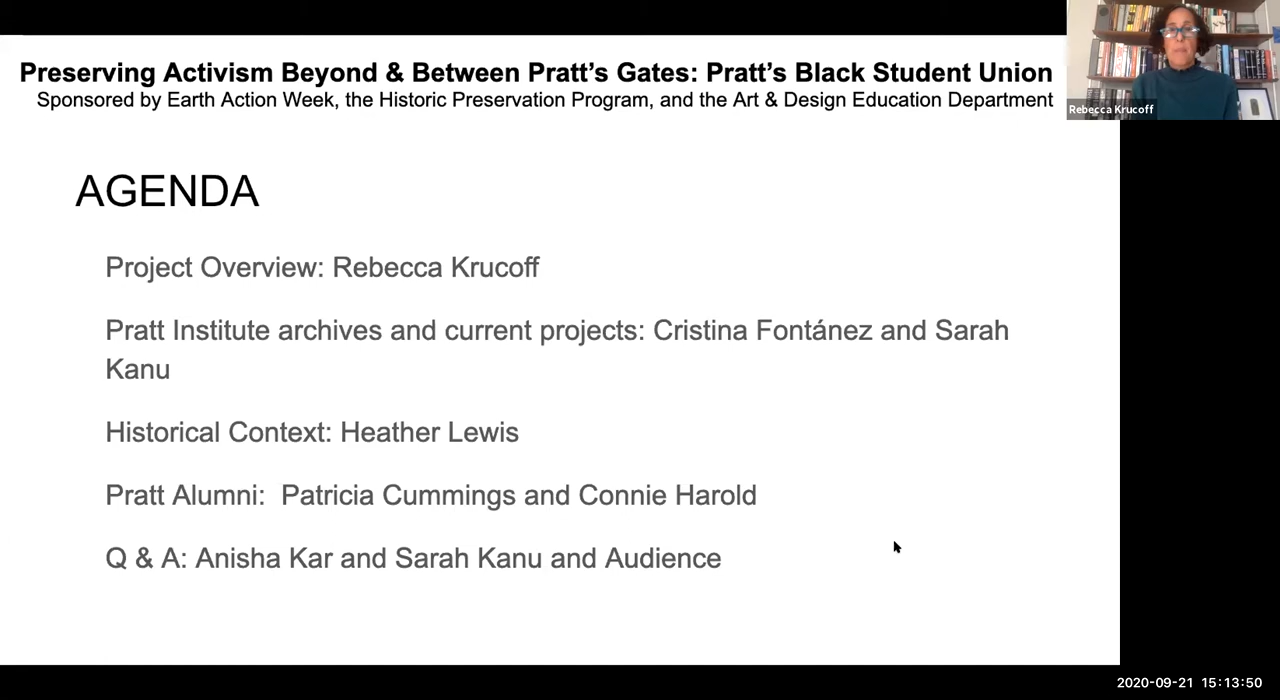 Preserving Activism Beyond & Between Pratt's Gates: Pratt's Black Student Union
Sponsored by Earth Action Week, the Historic Preservation Program, and the Art & Design Education Department
Rebecca Krucoff
AGENDA
Project Overview: Rebecca Krucoff
Pratt Institute archives and current projects: Cristina Fontánez and Sarah
Kanu
Historical Context: Heather Lewis
Pratt Alumni:  Patricia Cummings and Connie Harold
Q & A: Anisha Kar and Sarah Kanu and Audience
2020-09-21 15:13:50